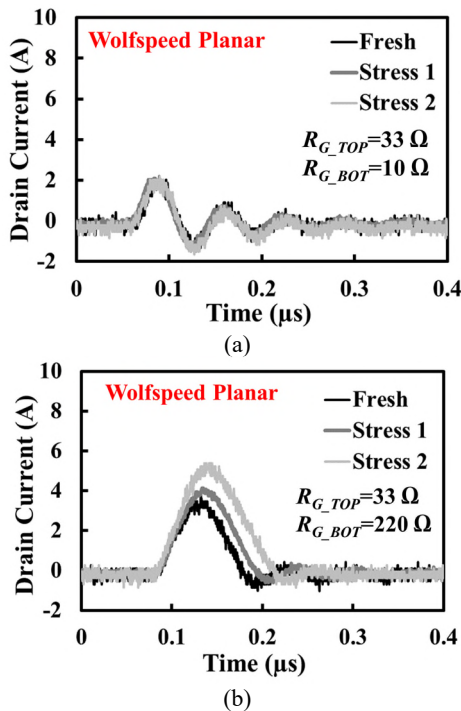 10
Wolfspeed Planar
Fresh
8
Stress 1
6
Stress 2
R_G_TOP=33 Ω
4
R_G_BOT=10 Ω
2
0
-2
Drain Current (A)
0 0.1 0.2 0.3 0.4
Time (µs)
(a)
10
Wolfspeed Planar
Fresh
8
Stress 1
6
Stress 2
4
R_G_TOP=33 Ω
R_G_BOT=220 Ω
2
0
-2
Drain Current (A)
0 0.1 0.2 0.3 0.4
Time (µs)
(b)